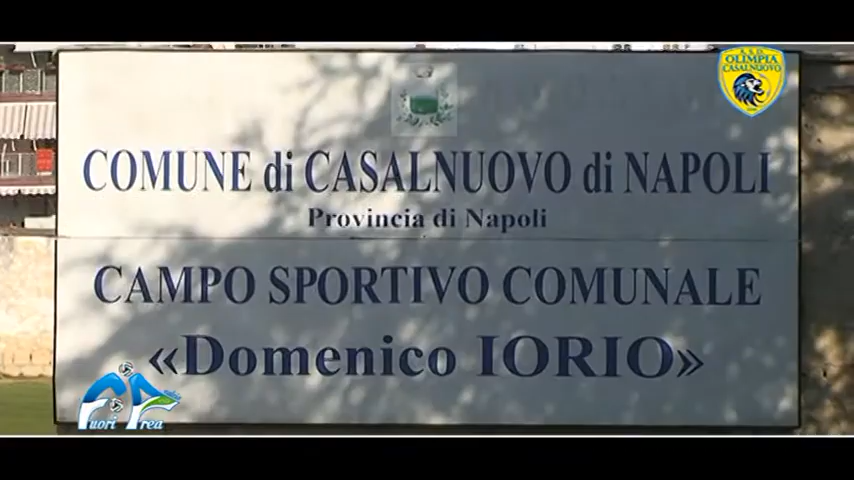 A.S.D.
OLIMPIA
CASALNUOVO
COMUNE di CASALNUOVO di NAPOLI
Provincia di Napoli
CAMPO SPORTIVO COMUNALE
«Domenico IORIO»
Fuori Area